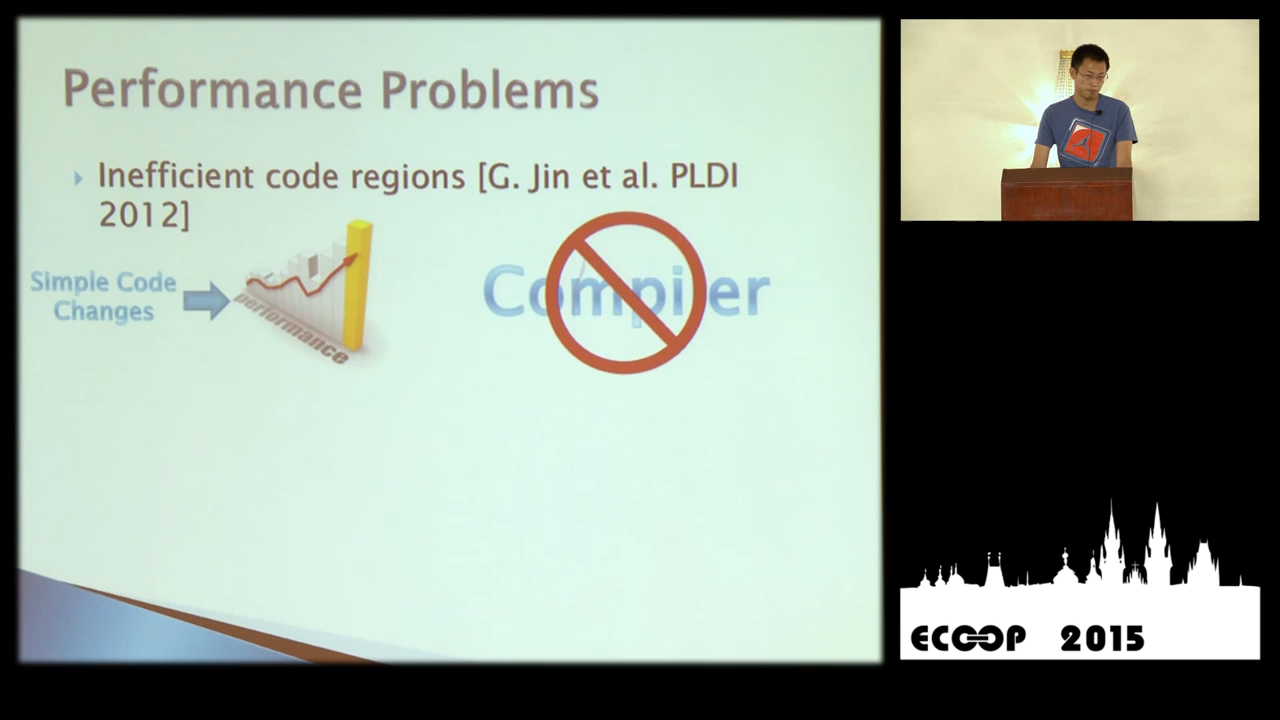 Performance Problems
Inefficient code regions [G. Jin et al. PLDI
2012]
Simple Code
Changes
performance
Compiler
ECOOP 2015